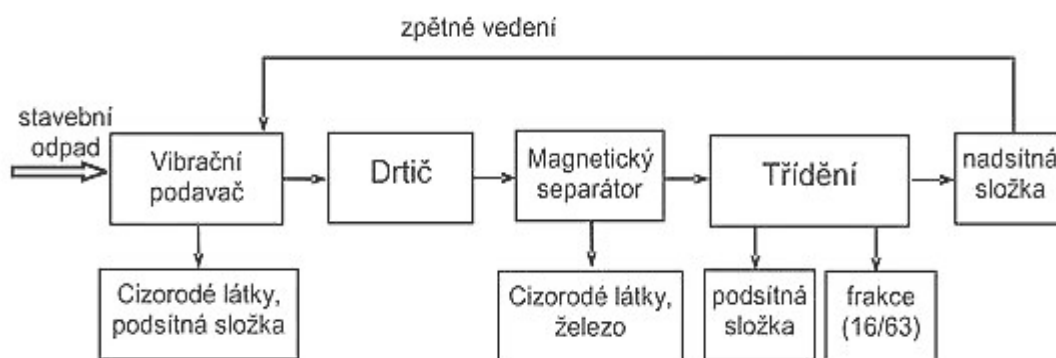 zpětné vedení
stavební
odpad
Vibrační
podavač
Drtič
Magnetický
separátor
Třídění
nadsítná
složka
Cizorodé látky,
podsítná složka
Cizorodé látky,
železo
podsítná
složka
frakce
(16/63)